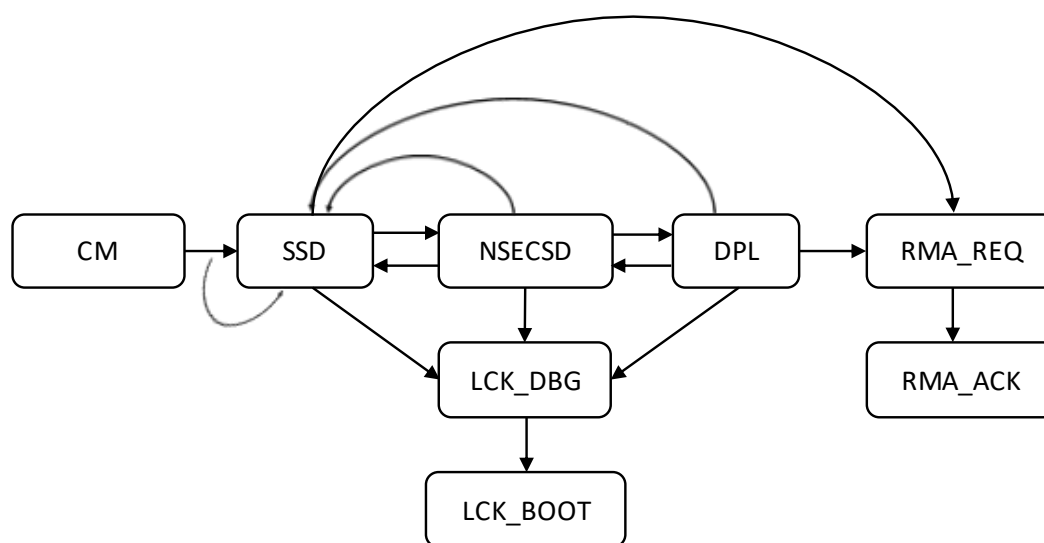 CM
SSD
NSECSD
DPL
RMA_REQ
LCK_DBG
RMA_ACK
LCK_BOOT